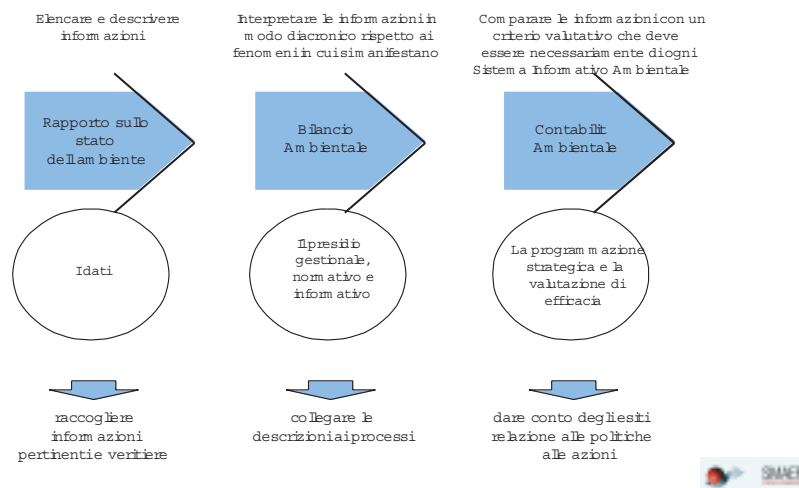 Elencare e descrivere
informazioni
Interpretare le informazioni in
modo diacronico rispetto ai
fenomeni in cui si manifestano
Comparare le informazioni con un
criterio valutativo che deve
essere necessariamente di ogni
Sistema Informativo Ambientale
Rapporto sullo
stato
dell ambiente
Bilancio
Ambientale
Contabilit
Ambientale
I dati
Il presidio
gestionale,
normativo e
informativo
La programmazione
strategica e la
valutazione di
efficacia
raccogliere
informazioni
pertinenti e veritiere
collegare le
descrizioni ai processi
dare conto degli esiti
relazione alle politiche
alle azioni